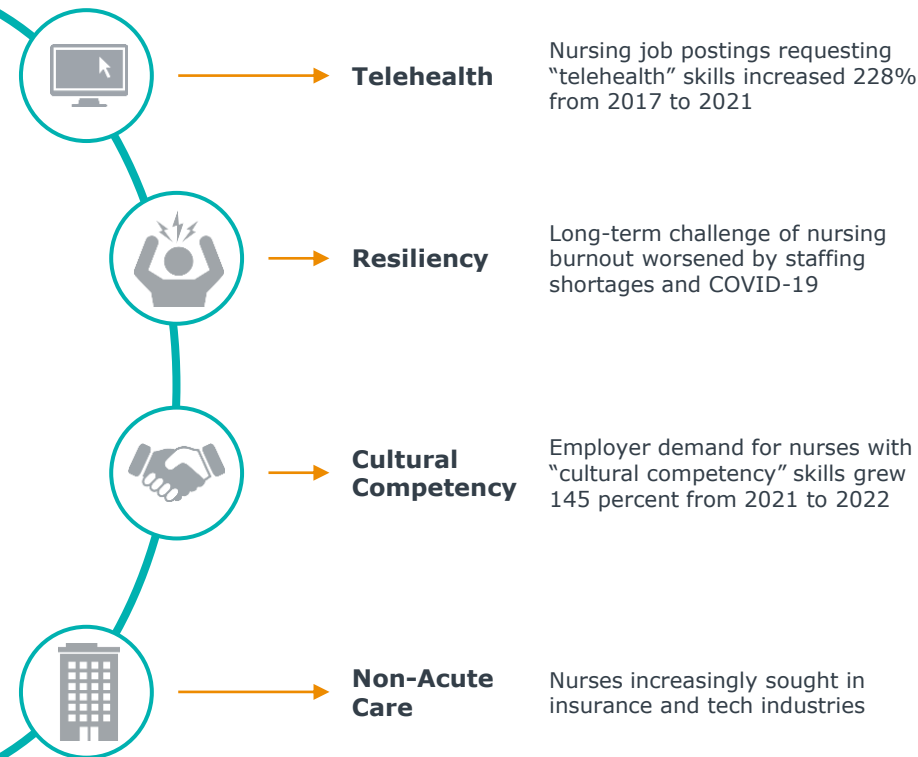 Telehealth
Nursing job postings requesting
“telehealth” skills increased 228%
from 2017 to 2021
Resiliency
Long-term challenge of nursing
burnout worsened by staffing
shortages and COVID-19
Cultural
Competency
Employer demand for nurses with
“cultural competency” skills grew
145 percent from 2021 to 2022
Non-Acute
Care
Nurses increasingly sought in
insurance and tech industries